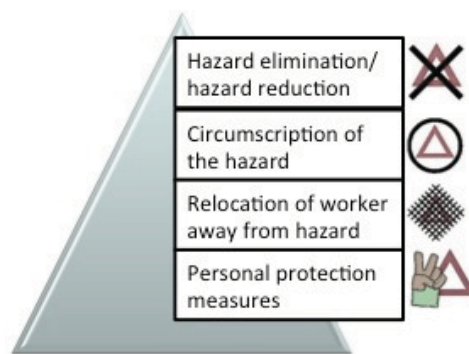 Hazard elimination/
hazard reduction
Circumscription of
the hazard
Relocation of worker
away from hazard
Personal protection
measures